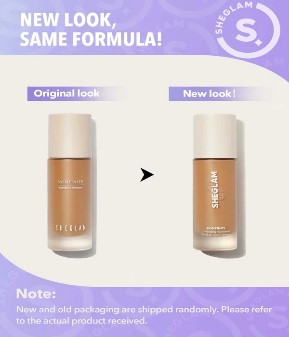 NEW LOOK,
SAME FORMULA!
SHEGLAM
S.
Original look
New look!
SHEGLAM
SHEGLAM
Note:
New and old packaging are shipped randomly. Please refer
to the actual product received.